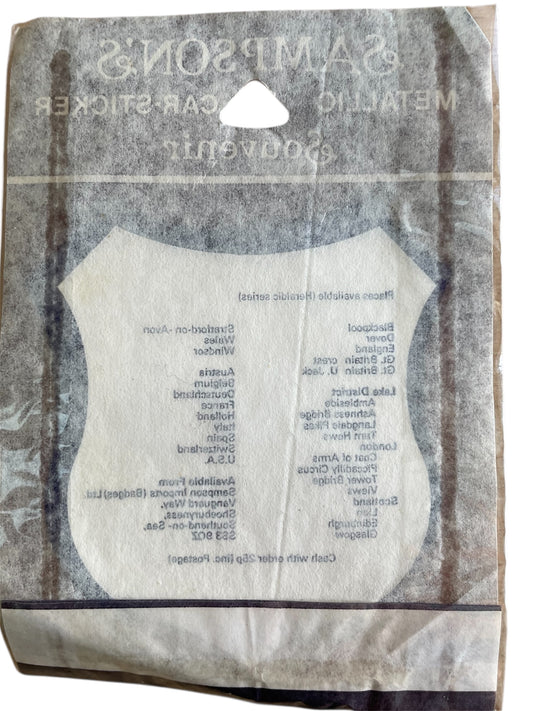 SAMPSON'S
METALLIC CAR-STICKER
Souvenir
Places available (Heraldic series)
Blackpool
Dover
England
Gt. Britain crest
Gt. Britain U. Jack
Lake District
Ambleside
Ashness Bridge
Langdale Pikes
Tarn Hows
London
Coat of Arms
Piccadilly Circus
Tower Bridge
Views
Scotland
Lion
Edinburgh
Glasgow
Stratford-on-Avon
Wales
Windsor
Austria
Belgium
Deutschland
France
Holland
Italy
Spain
Switzerland
U.S.A.
Available From
Sampson Imports (Badges) Ltd.
Vanguard Way,
Shoeburyness,
Southend-on-Sea,
SS3 9QZ
Cash with order 25p (inc. Postage)